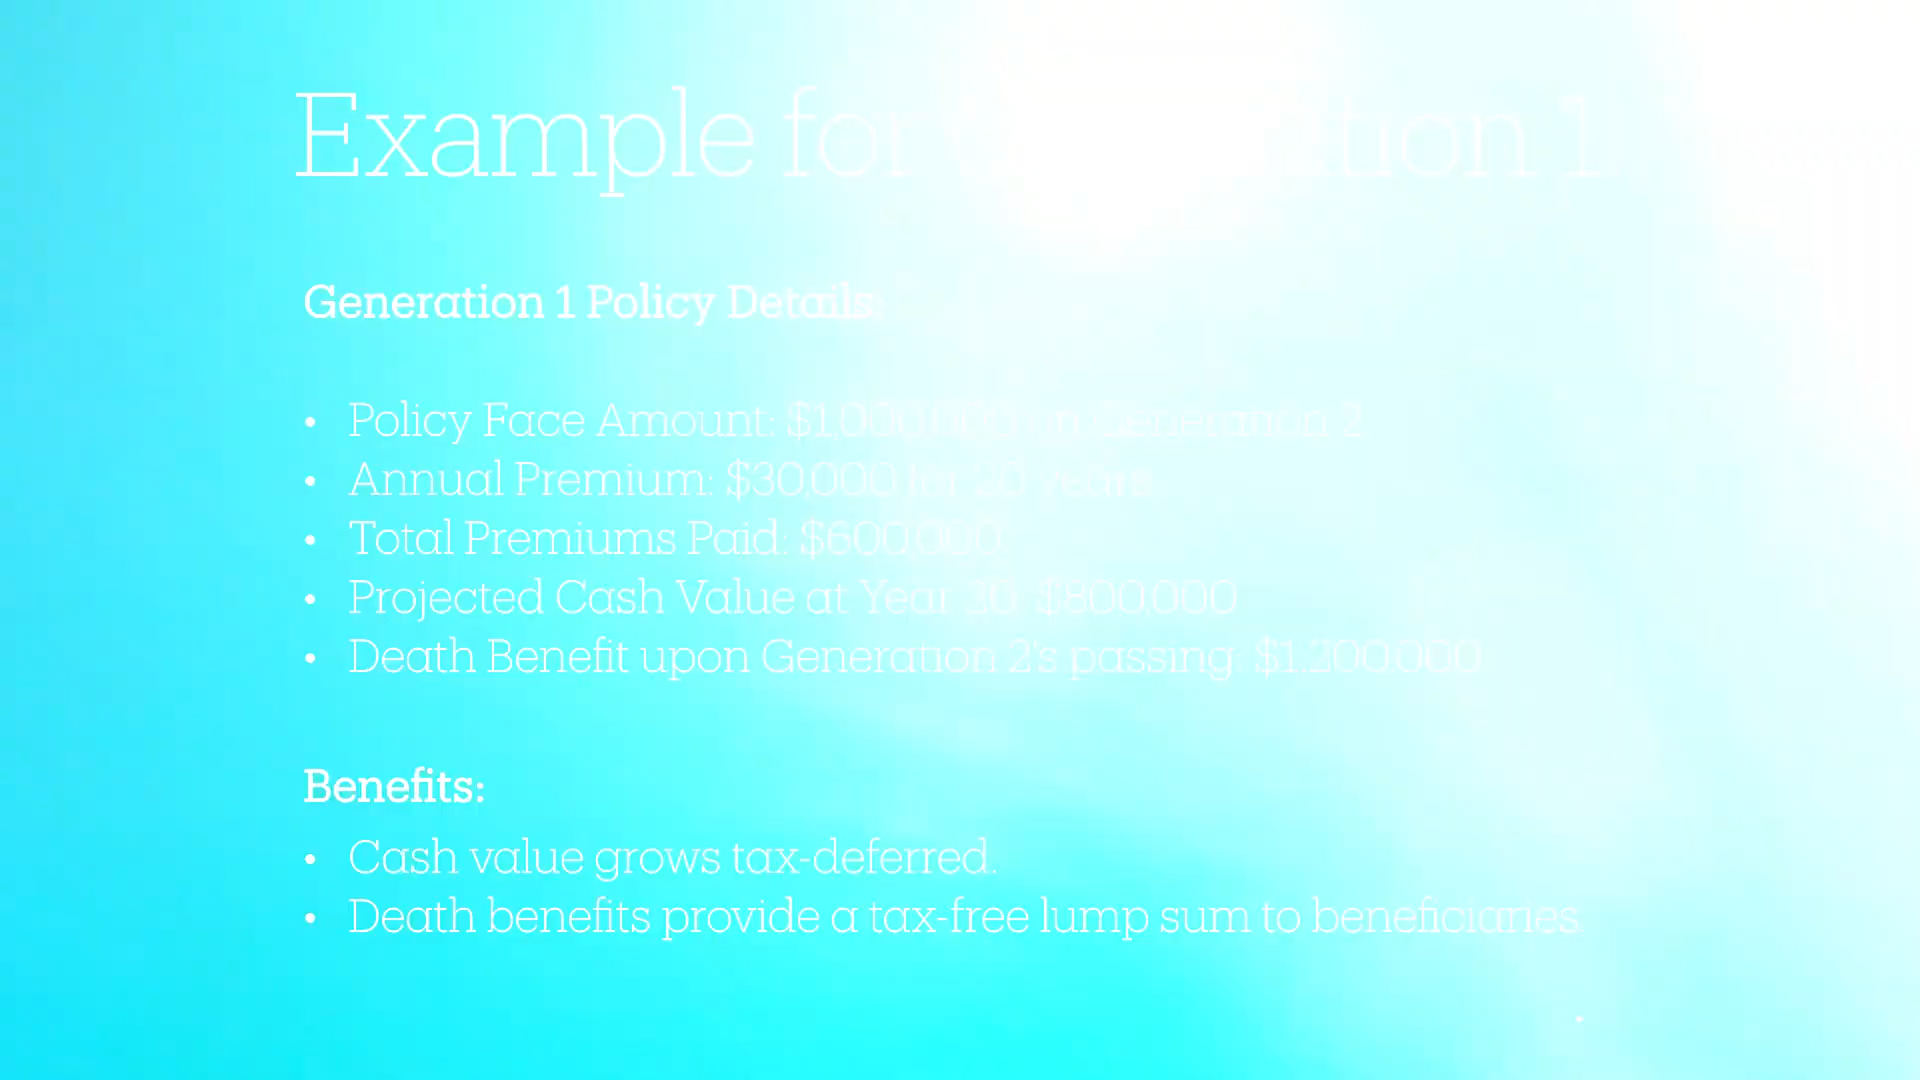 Example for Generation 1
Generation 1 Policy Details:
• Policy Face Amount: $1,000,000 on Generation 2.
• Annual Premium: $30,000 for 20 years.
• Total Premiums Paid: $600,000.
• Projected Cash Value at Year 30: $800,000
• Death Benefit upon Generation 2's passing: $1,200,000
Benefits:
• Cash value grows tax-deferred.
• Death benefits provide a tax-free lump sum to beneficiaries.